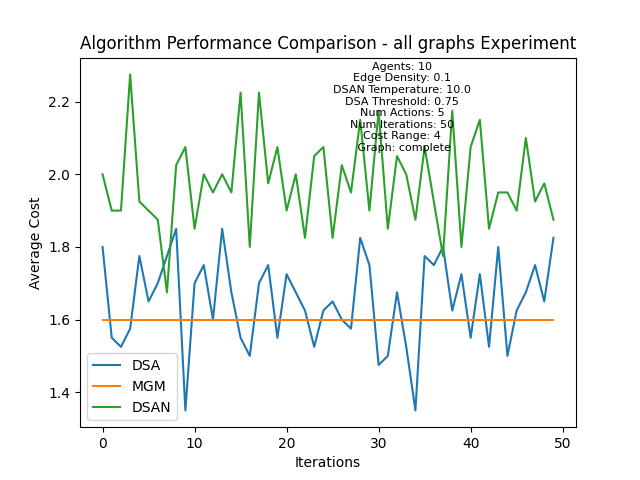 Algorithm Performance Comparison - all graphs Experiment
Agents: 10
Edge Density: 0.1
DSAN Temperature: 10.0
DSA Threshold: 0.75
Num Actions: 5
Num Iterations: 50
Cost Range: 4
Graph: complete
Average Cost
2.2
2.0
1.8
1.6
1.4
DSA
MGM
DSAN
0
10
20
30
40
50
Iterations